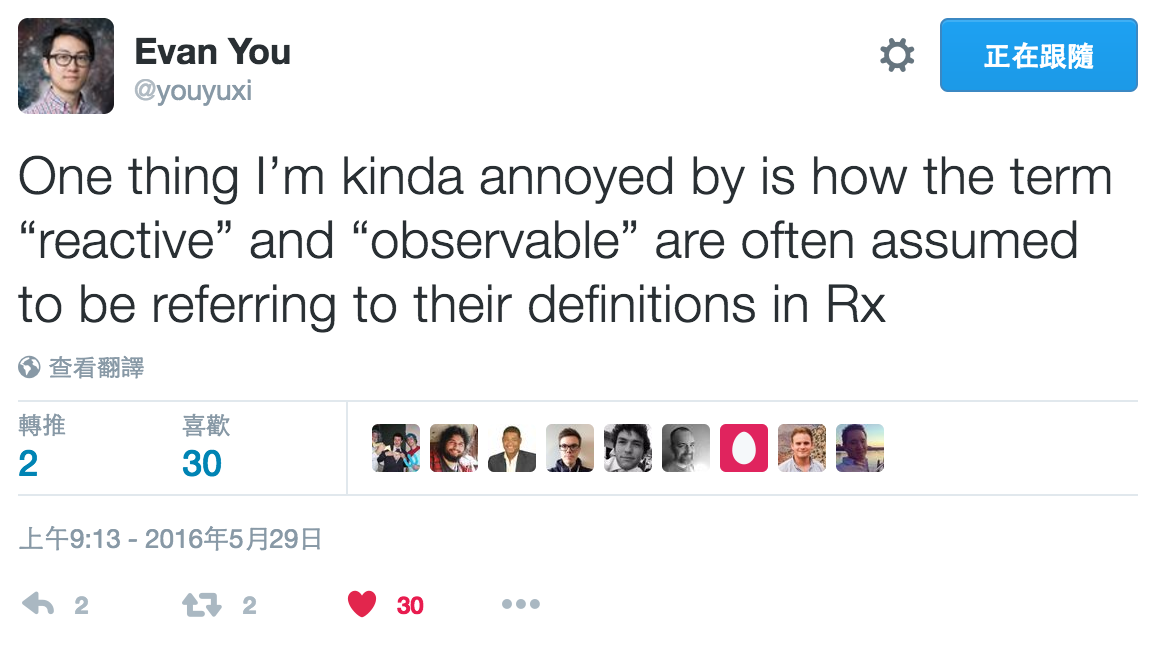 Evan You
@youyuxi
正在跟隨
One thing I’m kinda annoyed by is how the term
“reactive” and “observable” are often assumed
to be referring to their definitions in Rx
查看翻譯
轉推 喜歡
2 30
上午9:13 - 2016年5月29日
2 2 30